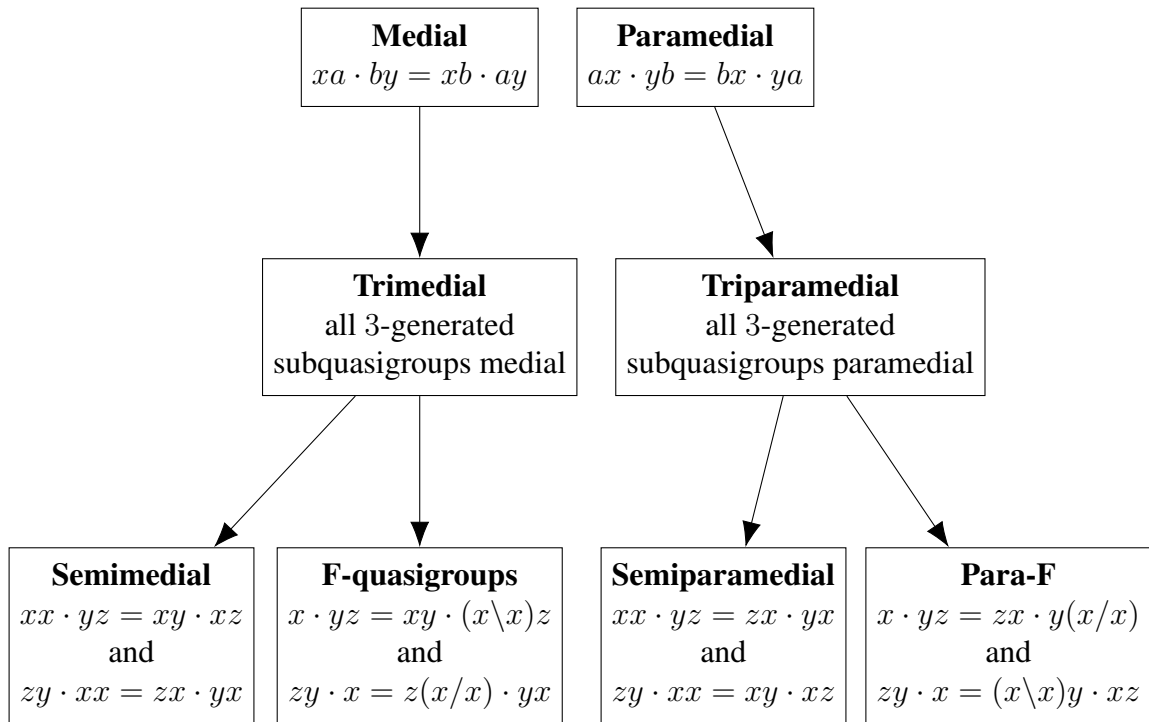 Medial
xa · by = xb · ay
Paramedial
ax · yb = bx · ya
Trimedial
all 3-generated
subquasigroups medial
Triparamedial
all 3-generated
subquasigroups paramedial
Semimedial
xx · yz = xy · xz
and
zy · xx = zx · yx
F-quasigroups
x · yz = xy · (x\x)z
and
zy · x = z(x/x) · yx
Semiparamedial
xx · yz = zx · yx
and
zy · xx = xy · xz
Para-F
x · yz = zx · y(x/x)
and
zy · x = (x\x)y · xz